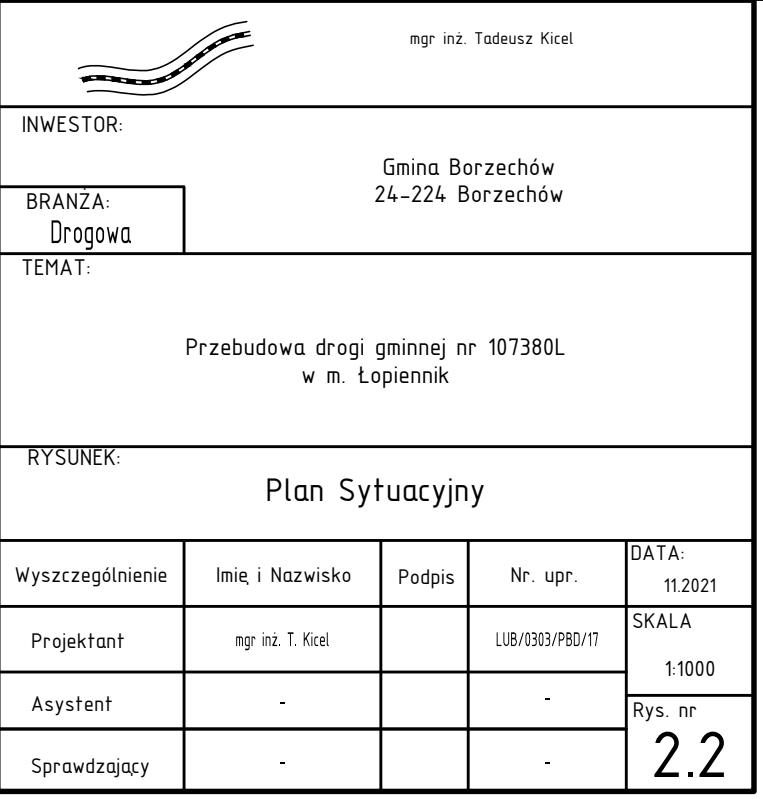 mgr inż. Tadeusz Kicel
INWESTOR:
Gmina Borzechów
24-224 Borzechów
BRANŻA:
Drogowa
TEMAT:
Przebudowa drogi gminnej nr 107380L
w m. Łopiennik
RYSUNEK:
Plan Sytuacyjny
Wyszczególnienie Imię i Nazwisko Podpis Nr. upr.
DATA:
11.2021
Projektant mgr inż. T. Kicel LUB/0303/PBD/17
SKALA
1:1000
Asystent - -
Rys. nr
2.2
Sprawdzający - -